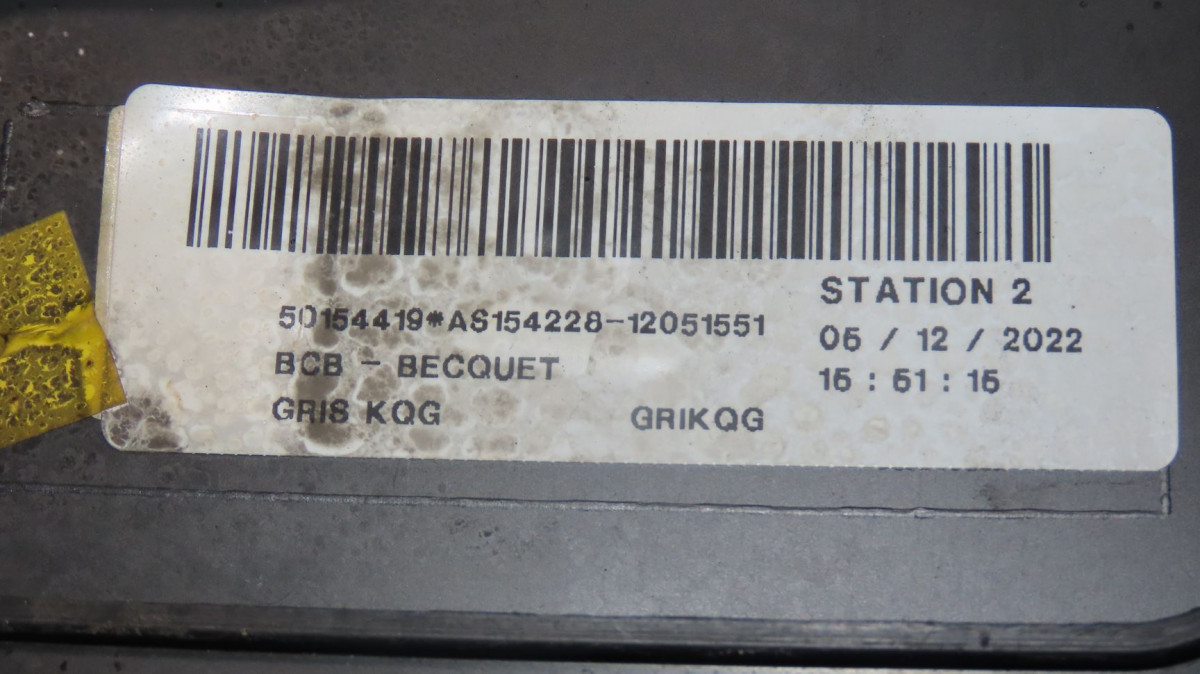 50154419*AS154228-12051551
BCB - BECQUET
GRIS KQG GRIKQG
STATION 2
05 / 12 / 2022
15 : 51 : 15